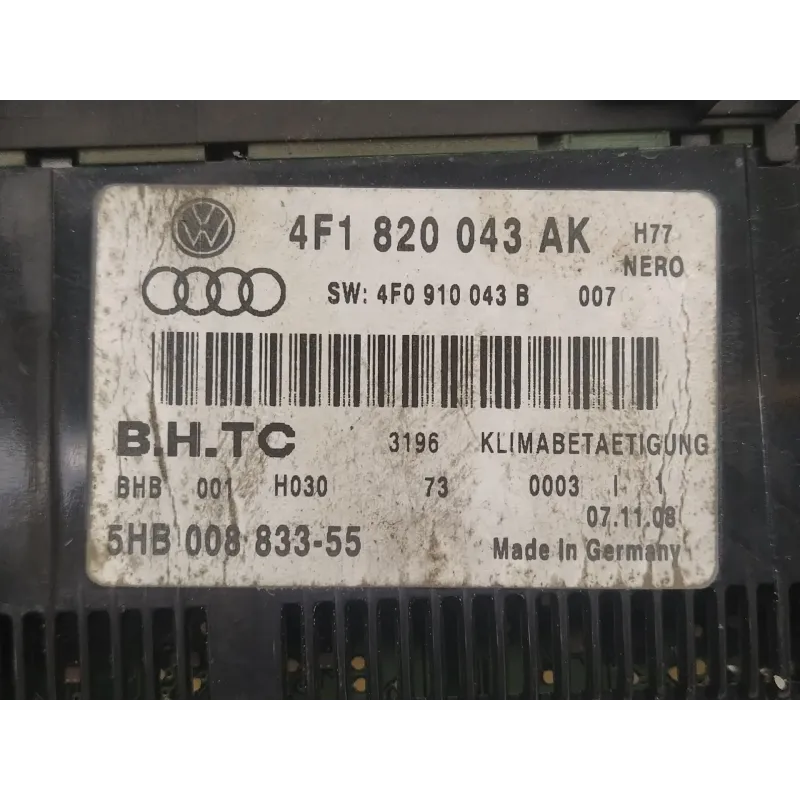 4F1 820 043 AK H77
NERO
SW: 4F0 910 043 B 007
B.H.TC 3196 KLIMABETAETIGUNG
BHB 001 H030 73 0003 I 1
07.11.08
5HB 008 833-55 Made in Germany